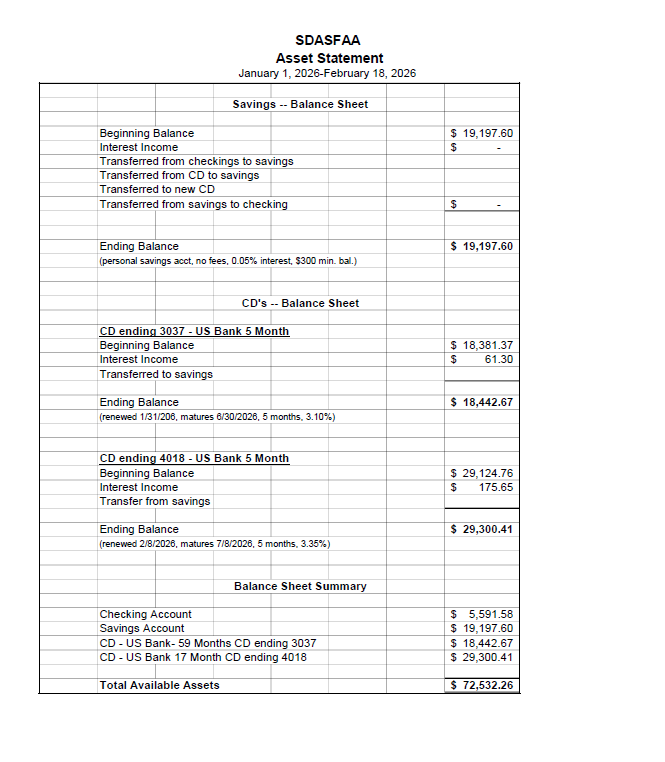 SDASFAA
Asset Statement
January 1, 2026-February 18, 2026
Savings -- Balance Sheet
Beginning Balance $ 19,197.60
Interest Income $ -
Transferred from checkings to savings
Transferred from CD to savings
Transferred to new CD
Transferred from savings to checking $ -
Ending Balance $ 19,197.60
(personal savings acct, no fees, 0.05% interest, $300 min. bal.)
CD's -- Balance Sheet
CD ending 3037 - US Bank 5 Month
Beginning Balance $ 18,381.37
Interest Income $ 61.30
Transferred to savings
Ending Balance $ 18,442.67
(renewed 1/31/206, matures 6/30/2026, 5 months, 3.10%)
CD ending 4018 - US Bank 5 Month
Beginning Balance $ 29,124.76
Interest Income $ 175.65
Transfer from savings
Ending Balance $ 29,300.41
(renewed 2/8/2026, matures 7/8/2026, 5 months, 3.35%)
Balance Sheet Summary
Checking Account $ 5,591.58
Savings Account $ 19,197.60
CD - US Bank- 59 Months CD ending 3037 $ 18,442.67
CD - US Bank 17 Month CD ending 4018 $ 29,300.41
Total Available Assets $ 72,532.26